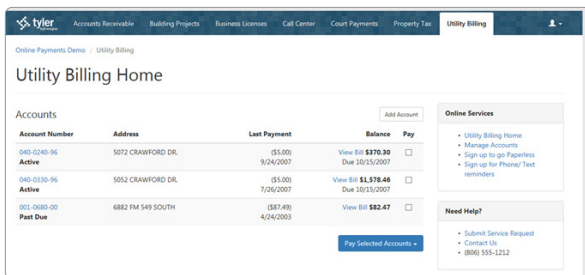 tyler
technologies
Accounts Receivable Building Projects Business Licenses Call Center Court Payments Property Tax Utility Billing
Online Payments Demo / Utility Billing
Utility Billing Home
Accounts
Add Account
Account Number Address Last Payment Balance Pay
040-0240-96 5072 CRAWFORD DR. ($5.00) View Bill $370.30
Active 9/24/2007 Due 10/15/2007
040-0330-96 5052 CRAWFORD DR. ($5.00) View Bill $1,578.46
Active 7/26/2007 Due 10/15/2007
001-0680-00 6882 FM 549 SOUTH ($87.49) View Bill $82.47
Past Due 4/24/2003
Pay Selected Accounts
Online Services
Utility Billing Home
Manage Accounts
Sign up to go Paperless
Sign up for Phone/ Text
reminders
Need Help?
Submit Service Request
Contact Us
(806) 555-1212